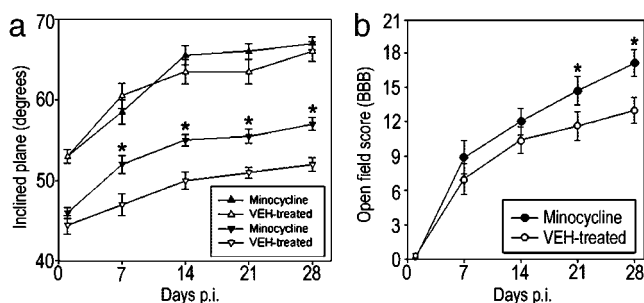 a
Inclined plane (degrees)
70
60
50
40
*
*
*
*
Minocycline
VEH-treated
Minocycline
VEH-treated
0
7
14
21
28
Days p.i.
b
Open field score (BBB)
21
18
15
12
9
6
3
0
*
*
Minocycline
VEH-treated
0
7
14
21
28
Days p.i.